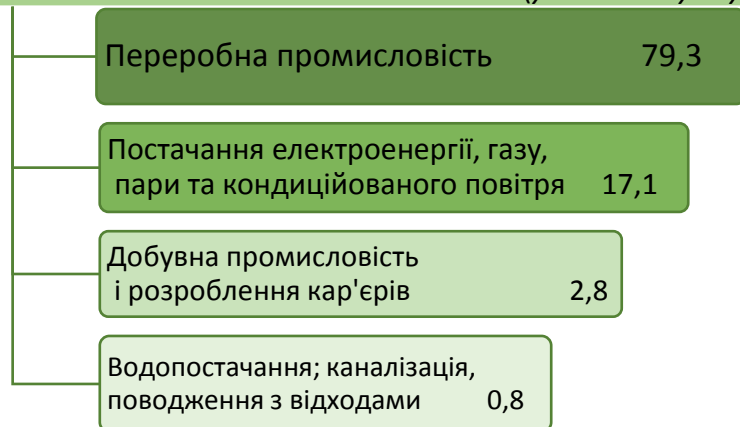 Переробна промисловість 79,3
Постачання електроенергії, газу,
пари та кондиційованого повітря 17,1
Добувна промисловість
і розроблення кар'єрів 2,8
Водопостачання; каналізація,
поводження з відходами 0,8